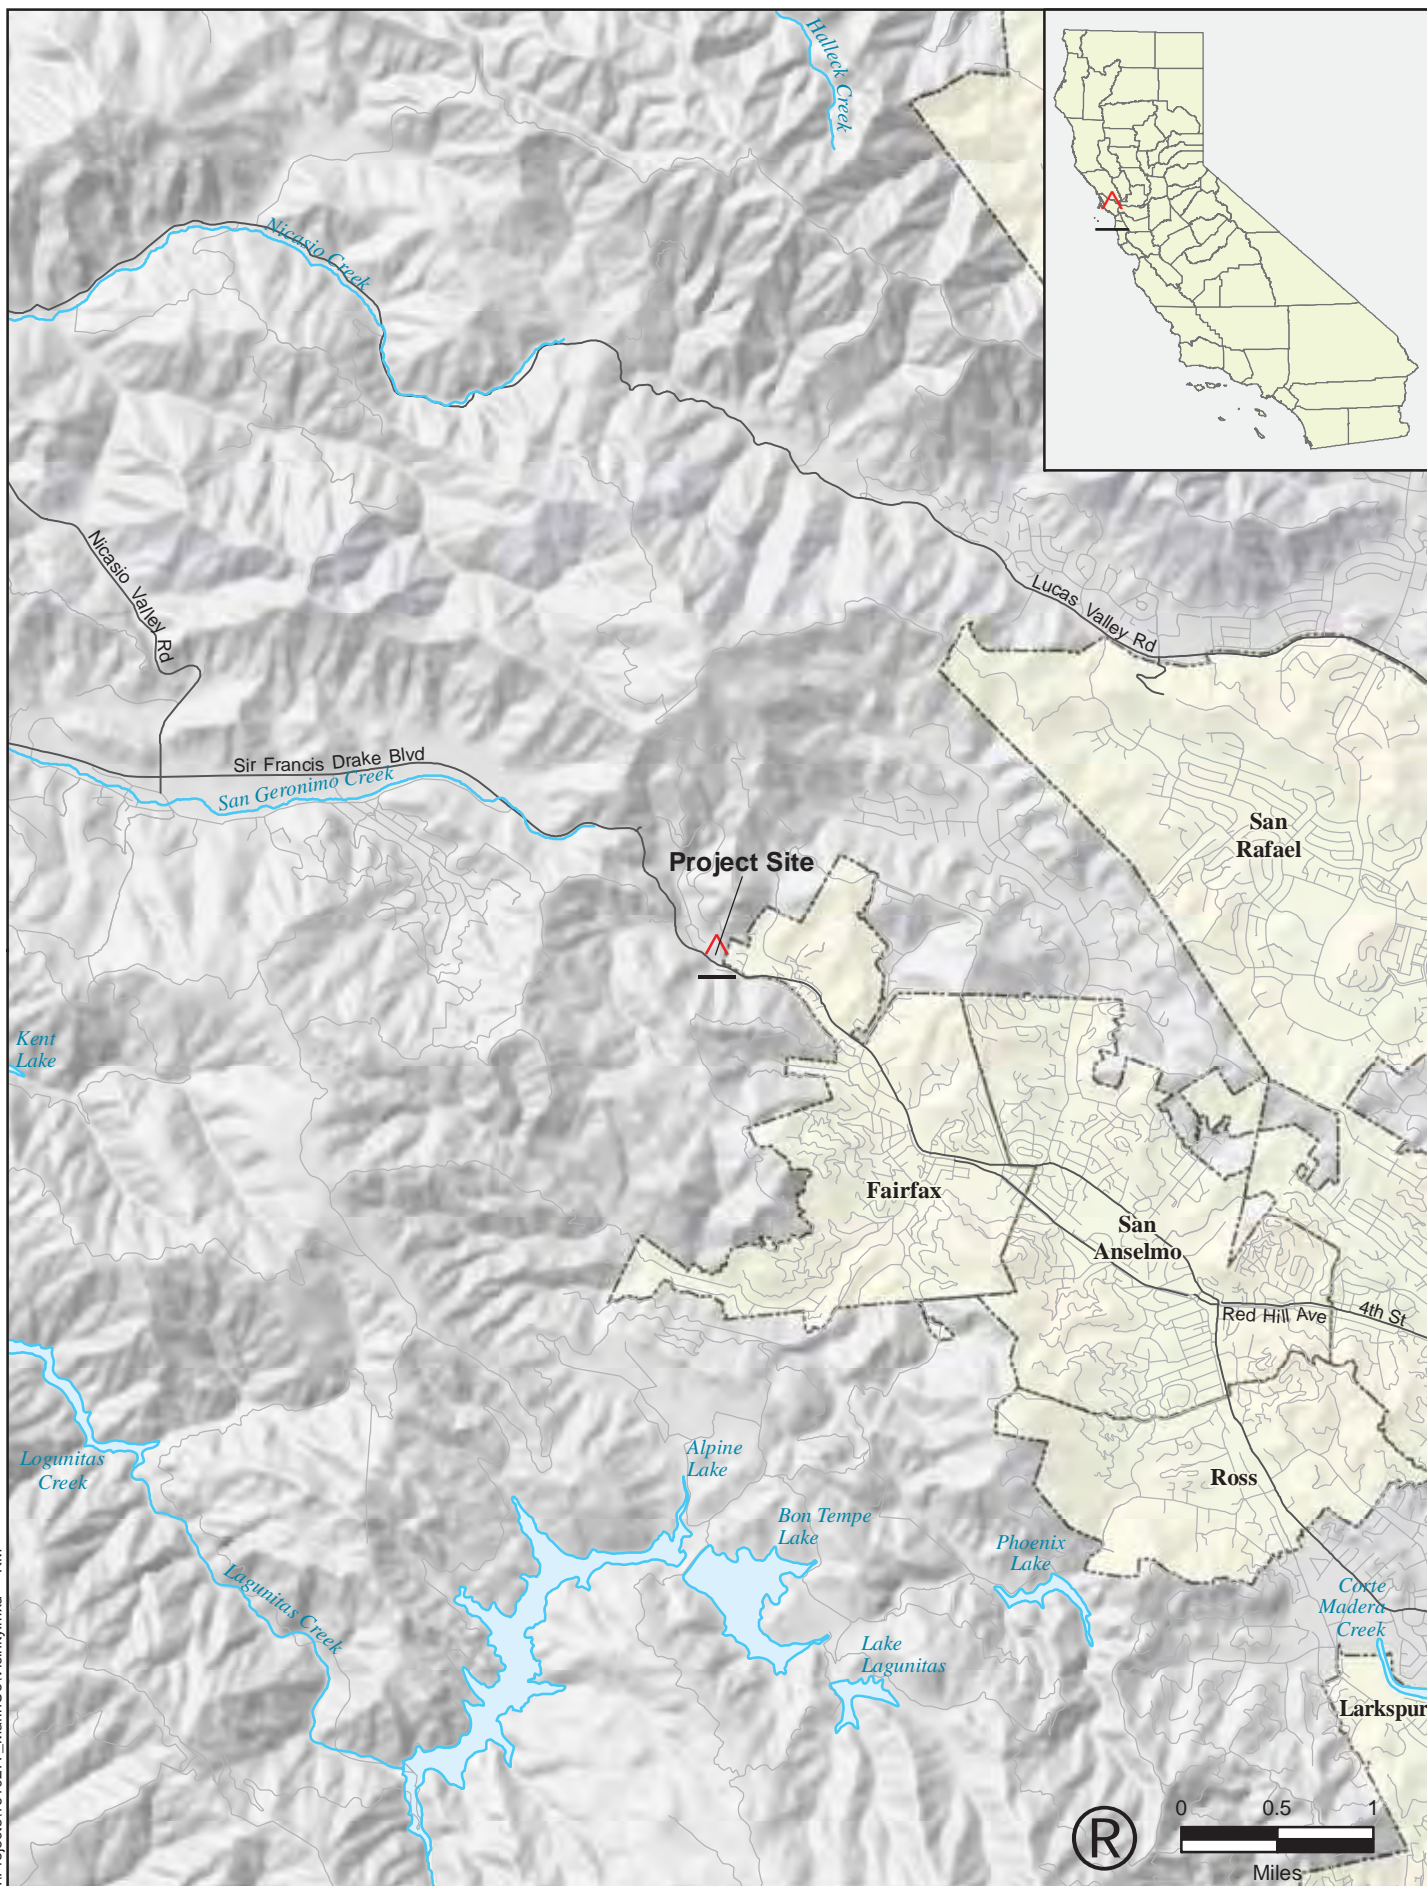 Halleck Creek
Nicasio Creek
Nicasio Valley Rd
Lucas Valley Rd
Sir Francis Drake Blvd
San Geronimo Creek
San
Rafael
Project Site
Kent
Lake
Fairfax
San
Anselmo
Red Hill Ave
4th St
Logunitas
Creek
Alpine
Lake
Ross
Bon Tempe
Lake
Phoenix
Lake
Lagunitas Creek
Corte
Madera
Creek
Lake
Lagunitas
Larkspur
®
0 0.5 1
Miles